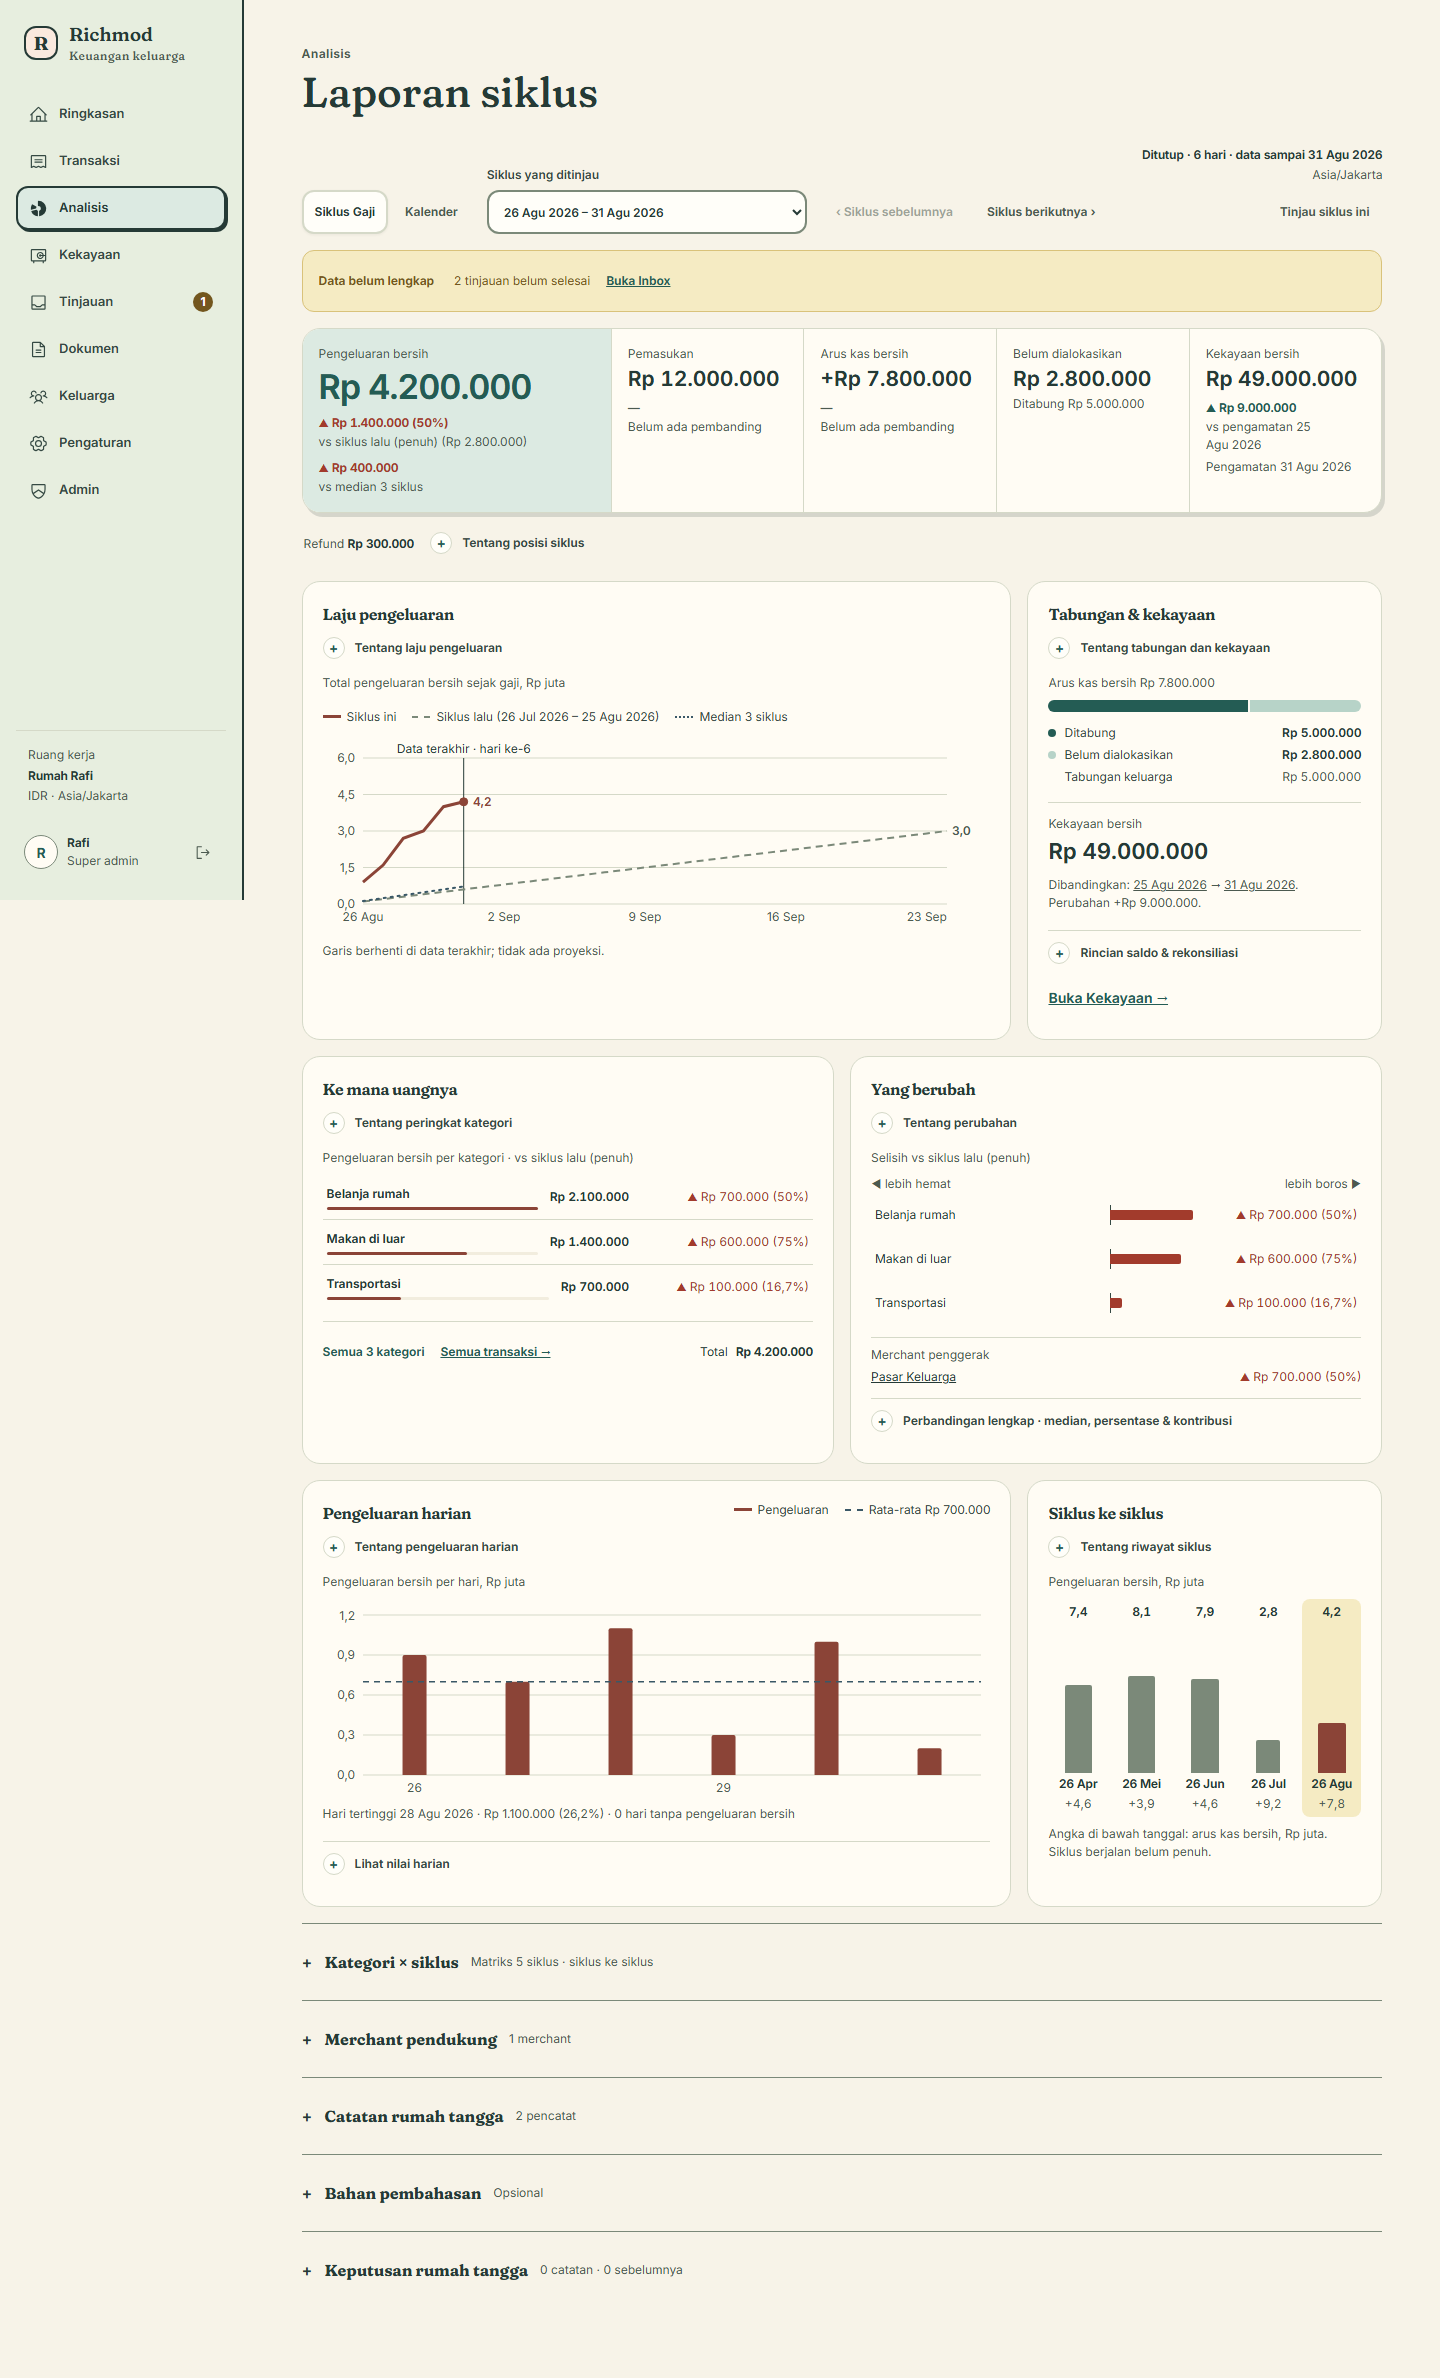 R
Richmod
Keuangan keluarga
Ringkasan
Transaksi
Analisis
Kekayaan
Tinjauan 1
Dokumen
Keluarga
Pengaturan
Admin
Ruang kerja
Rumah Rafi
IDR · Asia/Jakarta
R
Rafi
Super admin
Analisis
Laporan siklus
Ditutup · 6 hari · data sampai 31 Agu 2026
Asia/Jakarta
Siklus yang ditinjau
Siklus Gaji Kalender 26 Agu 2026 – 31 Agu 2026 ‹ Siklus sebelumnya Siklus berikutnya › Tinjau siklus ini
Data belum lengkap 2 tinjauan belum selesai Buka Inbox
Pengeluaran bersih
Rp 4.200.000
▲ Rp 1.400.000 (50%)
vs siklus lalu (penuh) (Rp 2.800.000)
▲ Rp 400.000
vs median 3 siklus
Pemasukan
Rp 12.000.000
—
Belum ada pembanding
Arus kas bersih
+Rp 7.800.000
—
Belum ada pembanding
Belum dialokasikan
Rp 2.800.000
Ditabung Rp 5.000.000
Kekayaan bersih
Rp 49.000.000
▲ Rp 9.000.000
vs pengamatan 25
Agu 2026
Pengamatan 31 Agu 2026
Refund Rp 300.000 + Tentang posisi siklus
Laju pengeluaran
+ Tentang laju pengeluaran
Total pengeluaran bersih sejak gaji, Rp juta
Siklus ini Siklus lalu (26 Jul 2026 – 25 Agu 2026) Median 3 siklus
Data terakhir · hari ke-6
6,0
4,5
4,2
3,0
3,0
1,5
0,0
26 Agu 2 Sep 9 Sep 16 Sep 23 Sep
Garis berhenti di data terakhir; tidak ada proyeksi.
Tabungan & kekayaan
+ Tentang tabungan dan kekayaan
Arus kas bersih Rp 7.800.000
Ditabung Rp 5.000.000
Belum dialokasikan Rp 2.800.000
Tabungan keluarga Rp 5.000.000
Kekayaan bersih
Rp 49.000.000
Dibandingkan: 25 Agu 2026 → 31 Agu 2026.
Perubahan +Rp 9.000.000.
+ Rincian saldo & rekonsiliasi
Buka Kekayaan →
Ke mana uangnya
+ Tentang peringkat kategori
Pengeluaran bersih per kategori · vs siklus lalu (penuh)
Belanja rumah Rp 2.100.000 ▲ Rp 700.000 (50%)
Makan di luar Rp 1.400.000 ▲ Rp 600.000 (75%)
Transportasi Rp 700.000 ▲ Rp 100.000 (16,7%)
Semua 3 kategori Semua transaksi → Total Rp 4.200.000
Yang berubah
+ Tentang perubahan
Selisih vs siklus lalu (penuh)
◀ lebih hemat lebih boros ▶
Belanja rumah ▲ Rp 700.000 (50%)
Makan di luar ▲ Rp 600.000 (75%)
Transportasi ▲ Rp 100.000 (16,7%)
Merchant penggerak
Pasar Keluarga ▲ Rp 700.000 (50%)
+ Perbandingan lengkap · median, persentase & kontribusi
Pengeluaran harian
Pengeluaran Rata-rata Rp 700.000
+ Tentang pengeluaran harian
Pengeluaran bersih per hari, Rp juta
1,2
0,9
0,6
0,3
0,0
26 29
Hari tertinggi 28 Agu 2026 · Rp 1.100.000 (26,2%) · 0 hari tanpa pengeluaran bersih
+ Lihat nilai harian
Siklus ke siklus
+ Tentang riwayat siklus
Pengeluaran bersih, Rp juta
7,4 8,1 7,9 2,8 4,2
26 Apr 26 Mei 26 Jun 26 Jul 26 Agu
+4,6 +3,9 +4,6 +9,2 +7,8
Angka di bawah tanggal: arus kas bersih, Rp juta.
Siklus berjalan belum penuh.
+ Kategori × siklus Matriks 5 siklus · siklus ke siklus
+ Merchant pendukung 1 merchant
+ Catatan rumah tangga 2 pencatat
+ Bahan pembahasan Opsional
+ Keputusan rumah tangga 0 catatan · 0 sebelumnya